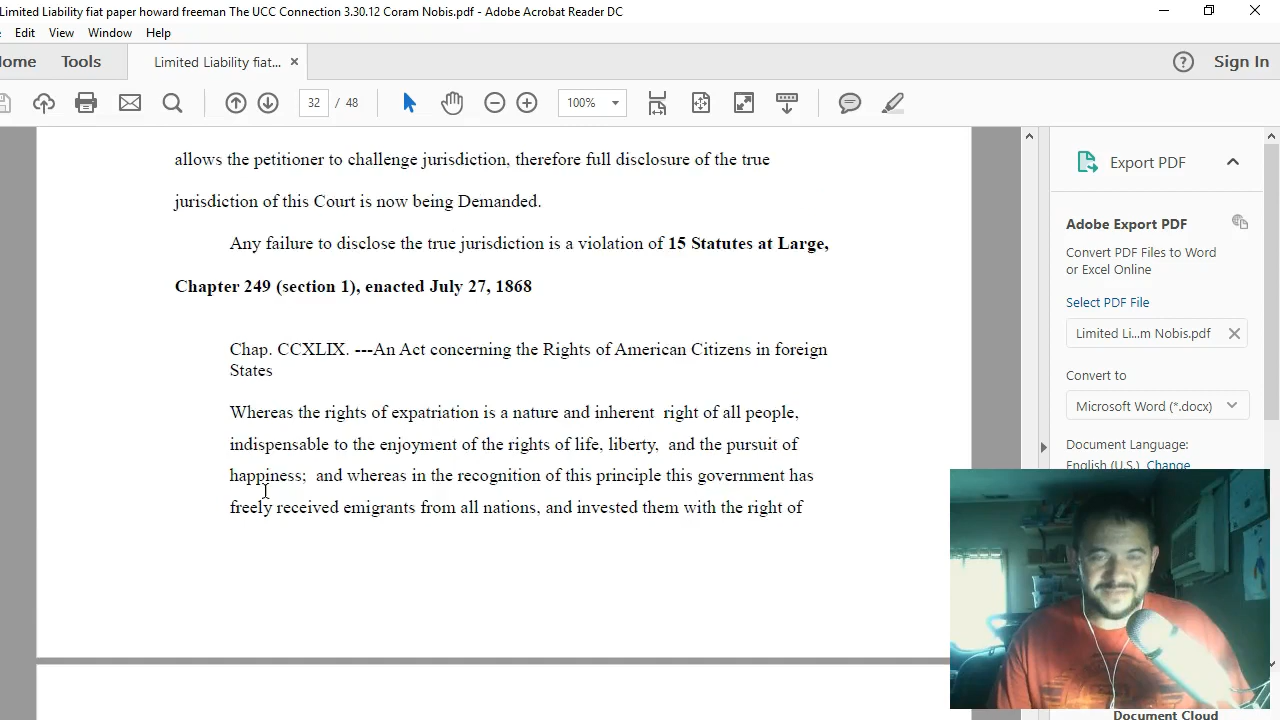 Limited Liability fiat paper howard freeman The UCC Connection 3.30.12 Coram Nobis.pdf - Adobe Acrobat Reader DC
Edit View Window Help
Home Tools Limited Liability fiat... × Sign In
32 / 48 100%
allows the petitioner to challenge jurisdiction, therefore full disclosure of the true
jurisdiction of this Court is now being Demanded.
Any failure to disclose the true jurisdiction is a violation of 15 Statutes at Large,
Chapter 249 (section 1), enacted July 27, 1868
Chap. CCXLIX. ---An Act concerning the Rights of American Citizens in foreign
States
Whereas the rights of expatriation is a nature and inherent right of all people,
indispensable to the enjoyment of the rights of life, liberty, and the pursuit of
happiness; and whereas in the recognition of this principle this government has
freely received emigrants from all nations, and invested them with the right of
Export PDF
Adobe Export PDF
Convert PDF Files to Word
or Excel Online
Select PDF File
Limited Li...m Nobis.pdf
Convert to
Microsoft Word (*.docx)
Document Language:
English (U.S.) Change
Document Cloud